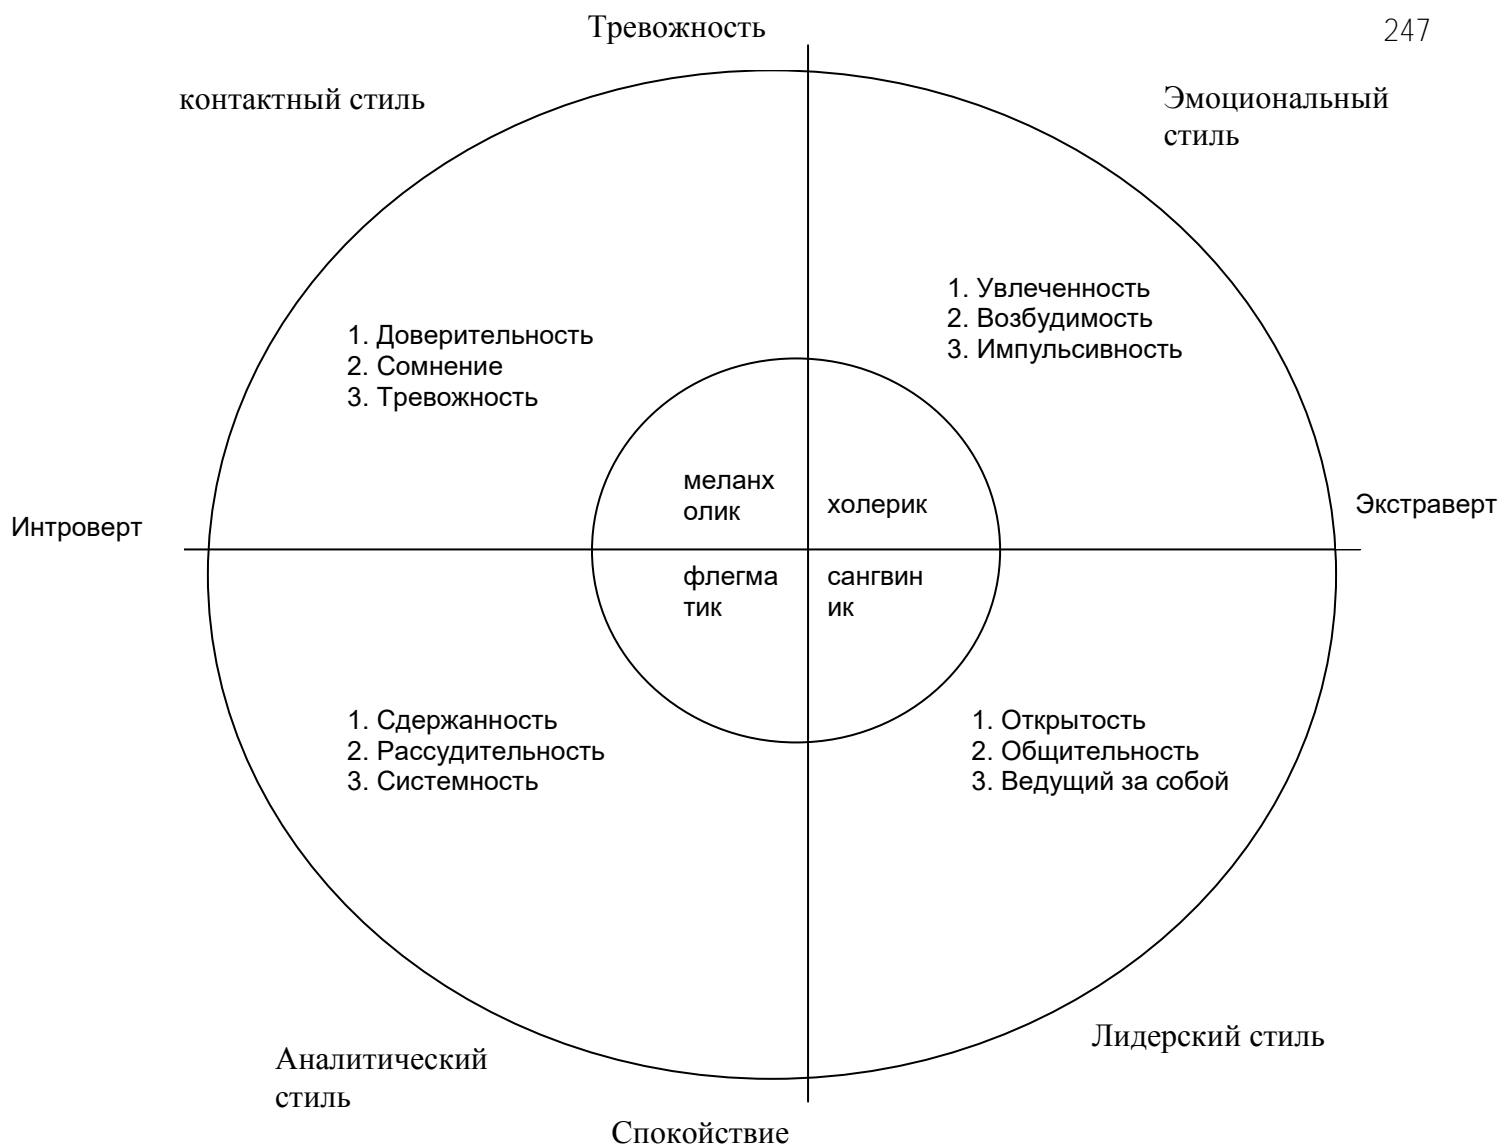 Тревожность
247
контактный стиль
Эмоциональный
стиль
1. Увлеченность
2. Возбудимость
3. Импульсивность
1. Доверительность
2. Сомнение
3. Тревожность
меланх
олик
холерик
Интроверт
Экстраверт
флегма
тик
сангвин
ик
1. Сдержанность
2. Рассудительность
3. Системность
1. Открытость
2. Общительность
3. Ведущий за собой
Лидерский стиль
Аналитический
стиль
Спокойствие